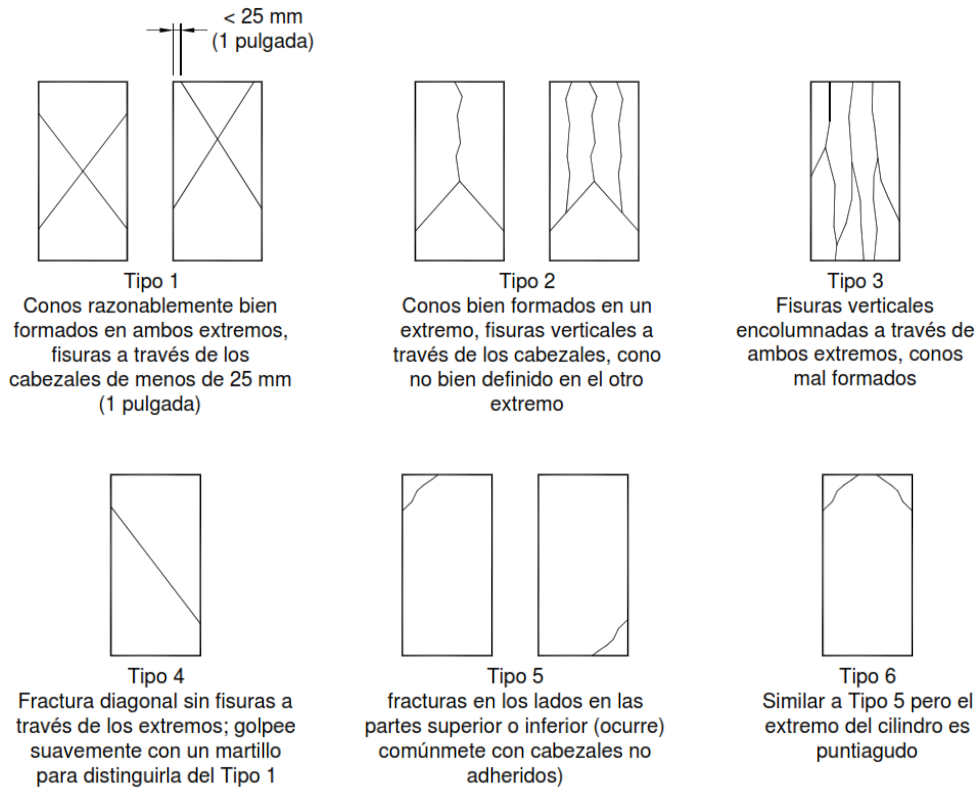 < 25 mm
(1 pulgada)
Tipo 1
Conos razonablemente bien
formados en ambos extremos,
fisuras a través de los
cabezales de menos de 25 mm
(1 pulgada)
Tipo 2
Conos bien formados en un
extremo, fisuras verticales a
través de los cabezales, cono
no bien definido en el otro
extremo
Tipo 3
Fisuras verticales
encolumnadas a través de
ambos extremos, conos
mal formados
Tipo 4
Fractura diagonal sin fisuras a
través de los extremos; golpee
suavemente con un martillo
para distinguirla del Tipo 1
Tipo 5
fracturas en los lados en las
partes superior o inferior (ocurre)
comúnmete con cabezales no
adheridos)
Tipo 6
Similar a Tipo 5 pero el
extremo del cilindro es
puntiagudo